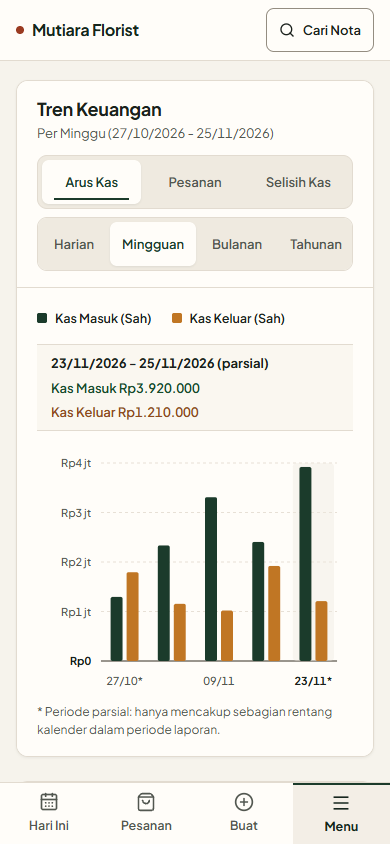 Mutiara Florist
Cari Nota
Tren Keuangan
Per Minggu (27/10/2026 - 25/11/2026)
Arus Kas
Pesanan
Selisih Kas
Harian
Mingguan
Bulanan
Tahunan
Kas Masuk (Sah)
Kas Keluar (Sah)
23/11/2026 – 25/11/2026 (parsial)
Kas Masuk Rp3.920.000
Kas Keluar Rp1.210.000
Rp4 jt
Rp3 jt
Rp2 jt
Rp1 jt
Rp0
27/10*
09/11
23/11*
* Periode parsial: hanya mencakup sebagian rentang
kalender dalam periode laporan.
Hari Ini
Pesanan
Buat
Menu